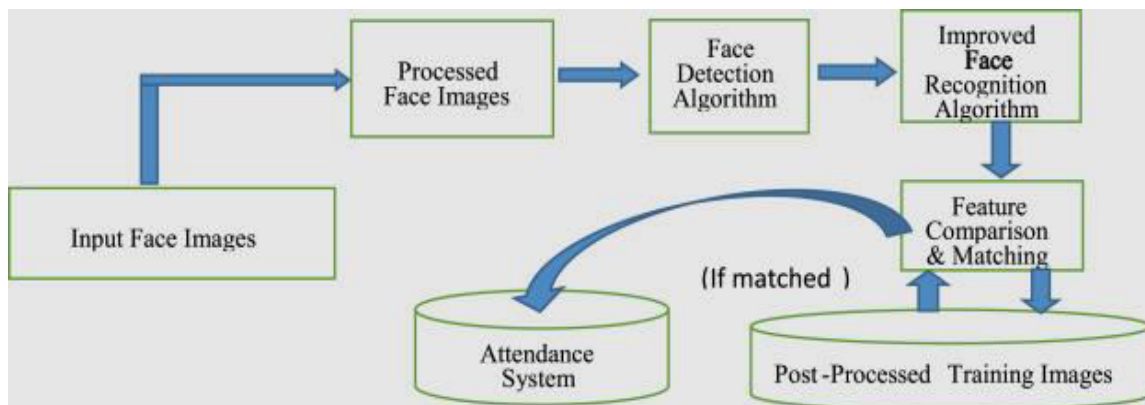 Input Face Images
Processed
Face Images
Face
Detection
Algorithm
Improved
Face
Recognition
Algorithm
Feature
Comparison
& Matching
(If matched )
Attendance
System
Post -Processed Training Images